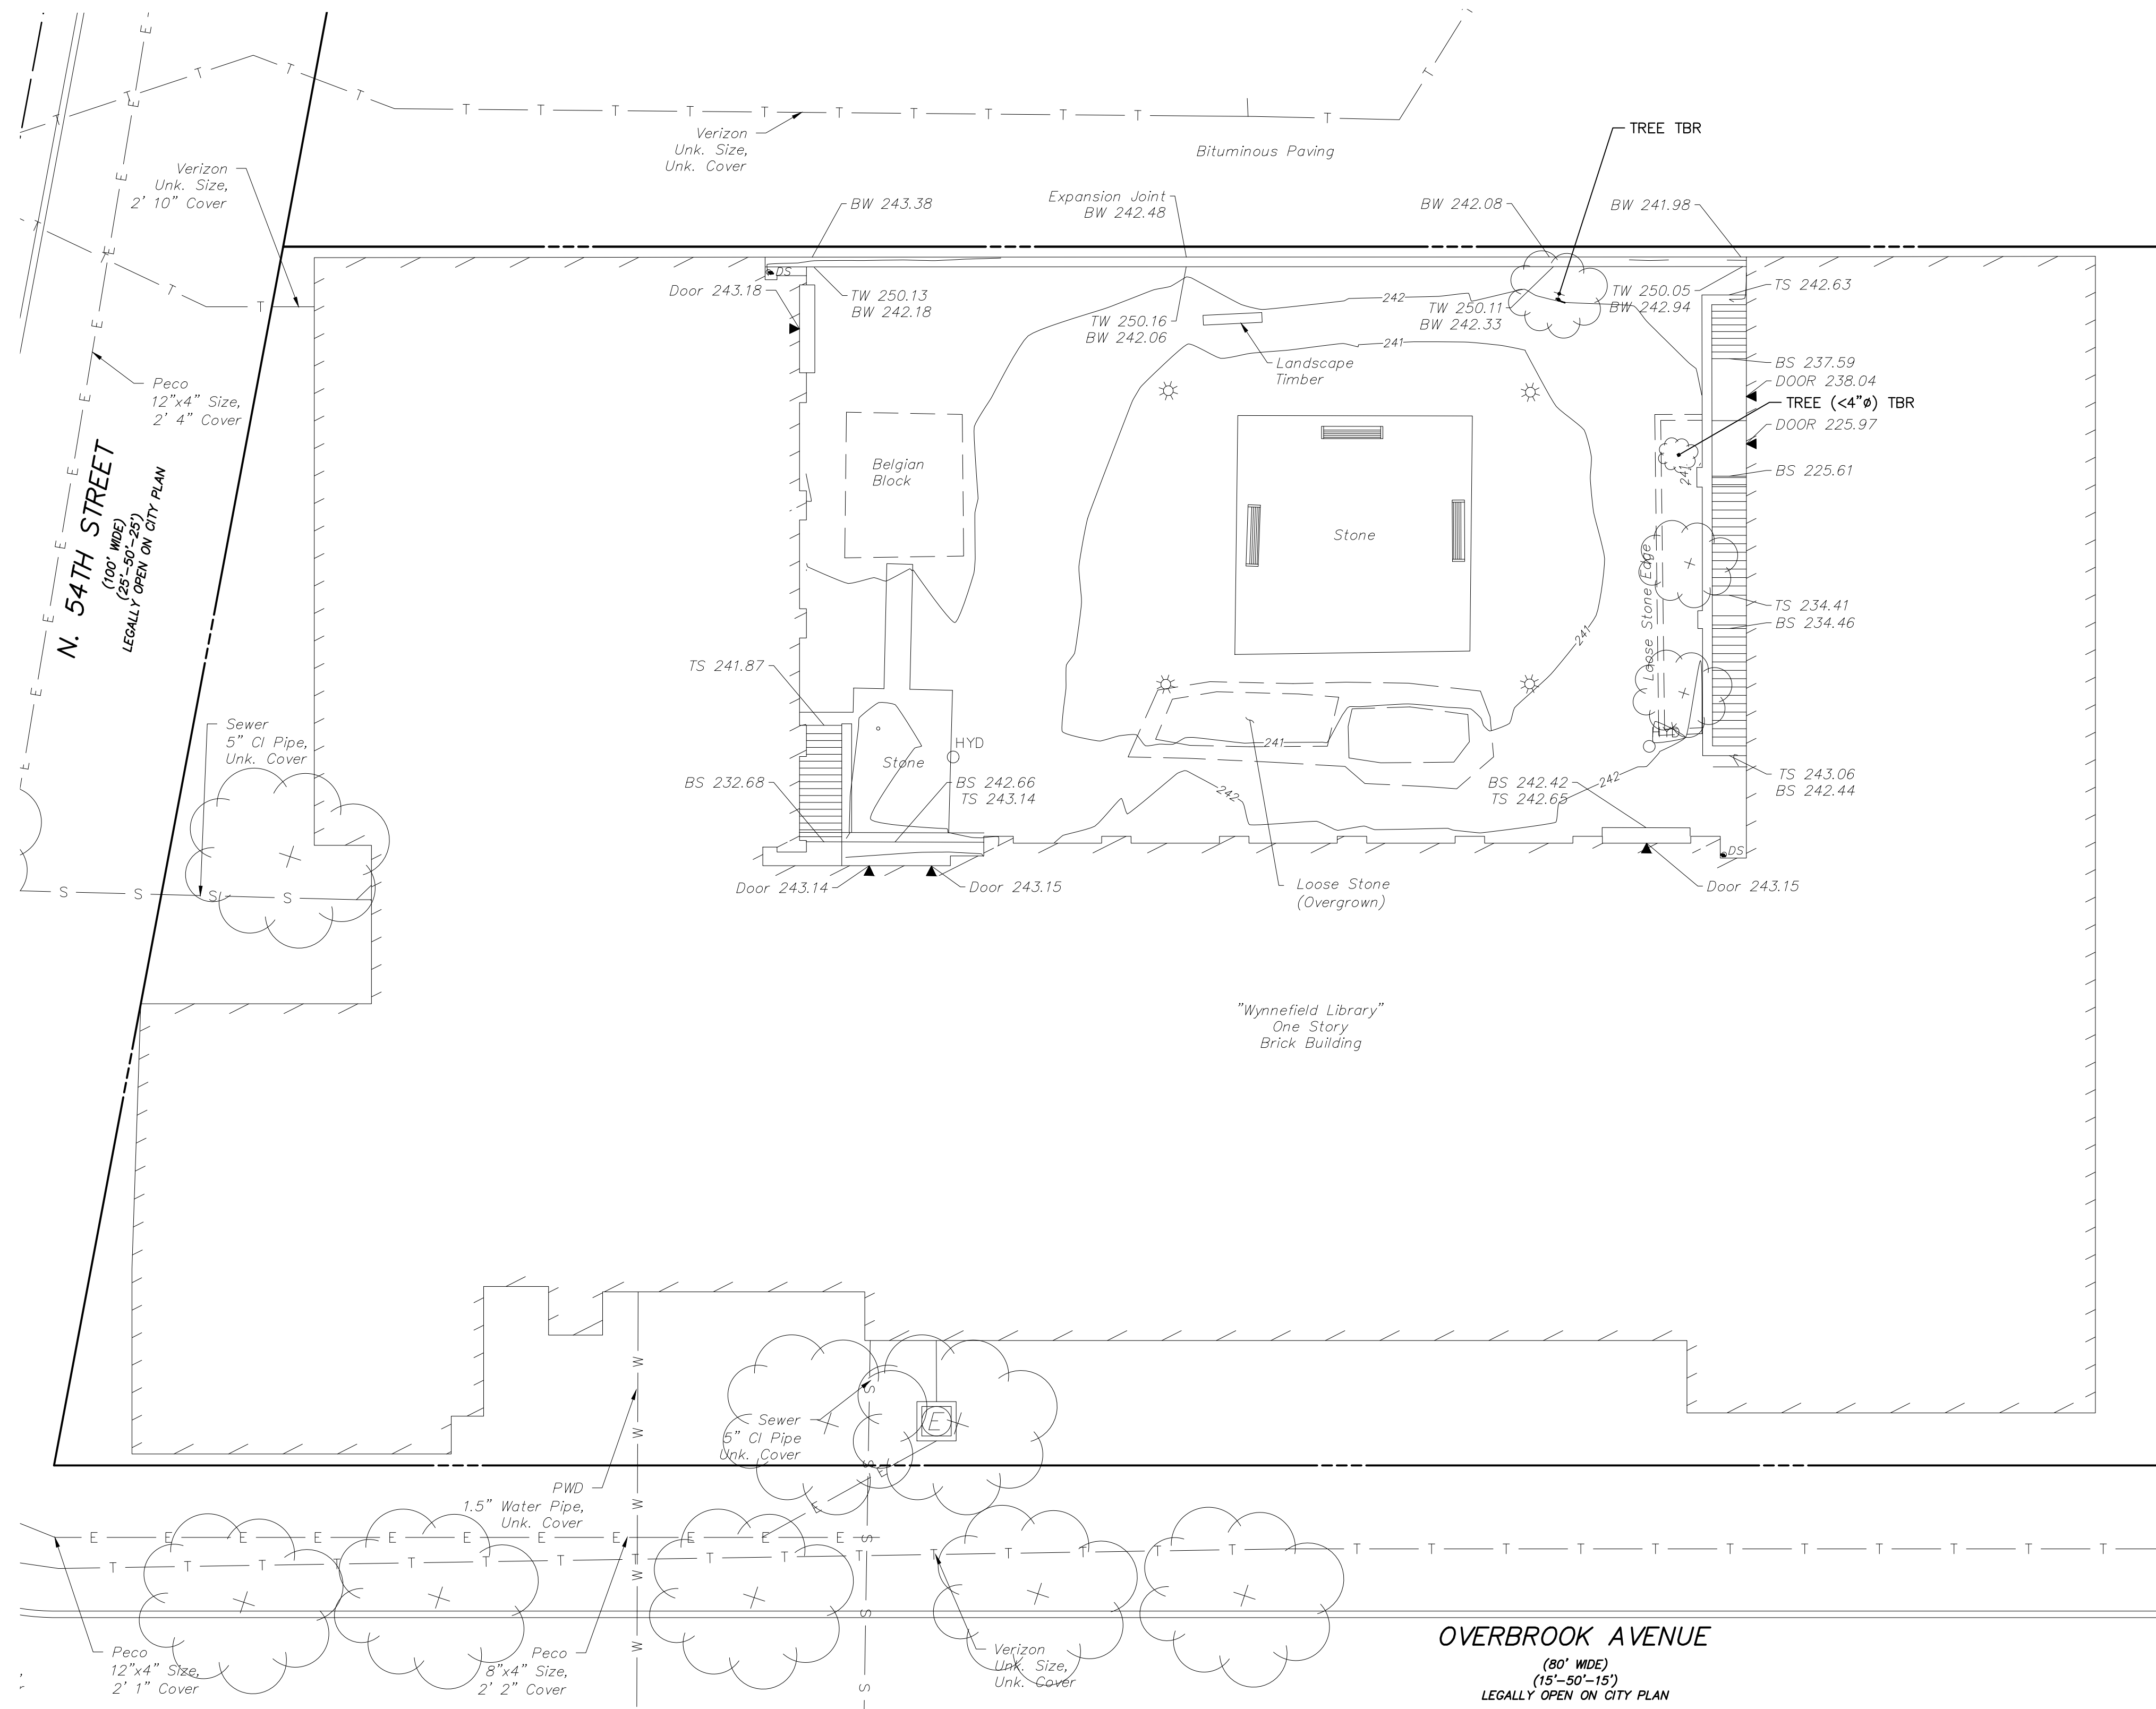 Verizon
Unk. Size,
Unk. Cover
Bituminous Paving
TREE TBR
Verizon
Unk. Size,
2' 10" Cover
BW 243.38
Expansion Joint
BW 242.48
BW 242.08
BW 241.98
DS
Door 243.18
TW 250.13
BW 242.18
TW 250.16
BW 242.06
242
TW 250.11
BW 242.33
TW 250.05
BW 242.94
TS 242.63
241
Landscape
Timber
BS 237.59
DOOR 238.04
TREE (<4"ø) TBR
DOOR 225.97
BS 225.61
Peco
12"x4" Size,
2' 4" Cover
N. 54TH STREET
(100' WIDE)
(25'-50'-25')
LEGALLY OPEN ON CITY PLAN
Belgian
Block
Stone
241
Loose Stone Edge
241
TS 234.41
BS 234.46
TS 241.87
Sewer
5" CI Pipe,
Unk. Cover
HYD
Stone
241
HYD
BS 232.68
BS 242.66
TS 243.14
242
BS 242.42
TS 242.65
242
TS 243.06
BS 242.44
DS
Door 243.14
Door 243.15
Loose Stone
(Overgrown)
Door 243.15
S S S S
"Wynnefield Library"
One Story
Brick Building
Sewer
5" CI Pipe
Unk. Cover
E
PWD
1.5" Water Pipe,
Unk. Cover
Peco
12"x4" Size,
2' 1" Cover
Peco
8"x4" Size,
2' 2" Cover
Verizon
Unk. Size,
Unk. Cover
OVERBROOK AVENUE
(80' WIDE)
(15'-50'-15')
LEGALLY OPEN ON CITY PLAN